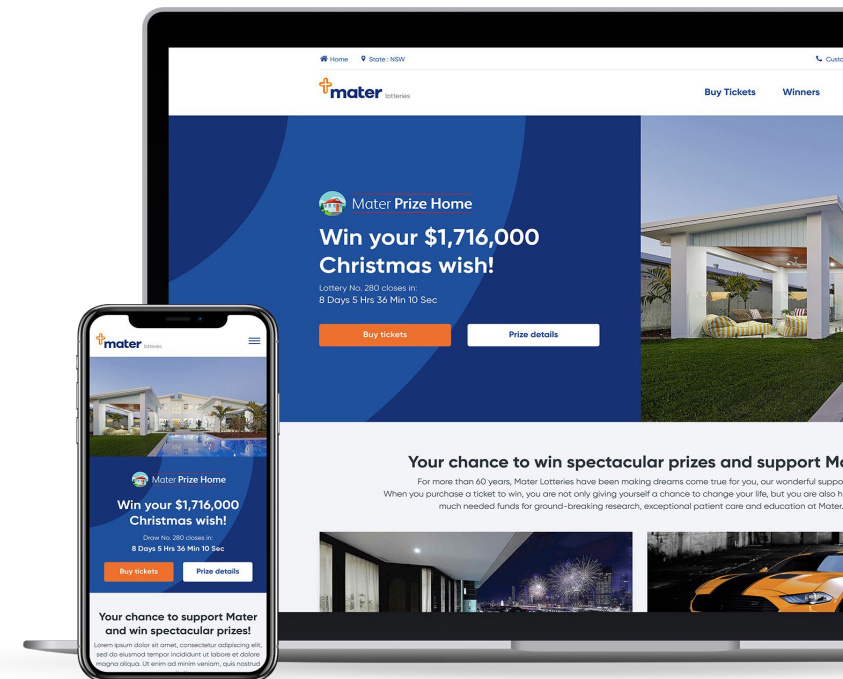 Home State : NSW Custo
mater lotteries Buy Tickets Winners
Mater Prize Home
Win your $1,716,000
Christmas wish!
Lottery No. 280 closes in:
8 Days 5 Hrs 36 Min 10 Sec
Buy tickets Prize details
Your chance to win spectacular prizes and support Ma
For more than 60 years, Mater Lotteries have been making dreams come true for you, our wonderful suppo
When you purchase a ticket to win, you are not only giving yourself a chance to change your life, but you are also h
much needed funds for ground-breaking research, exceptional patient care and education at Mater.
mater lotteries
Mater Prize Home
Win your $1,716,000
Christmas wish!
Draw No. 280 closes in:
8 Days 5 Hrs 36 Min 10 Sec
Buy tickets Prize details
Your chance to support Mater
and win spectacular prizes!
Lorem ipsum dolor sit amet, consectetur adipiscing elit,
sed do eiusmod tempor incididunt ut labore et dolore
magna aliqua. Ut enim ad minim veniam, quis nostrud